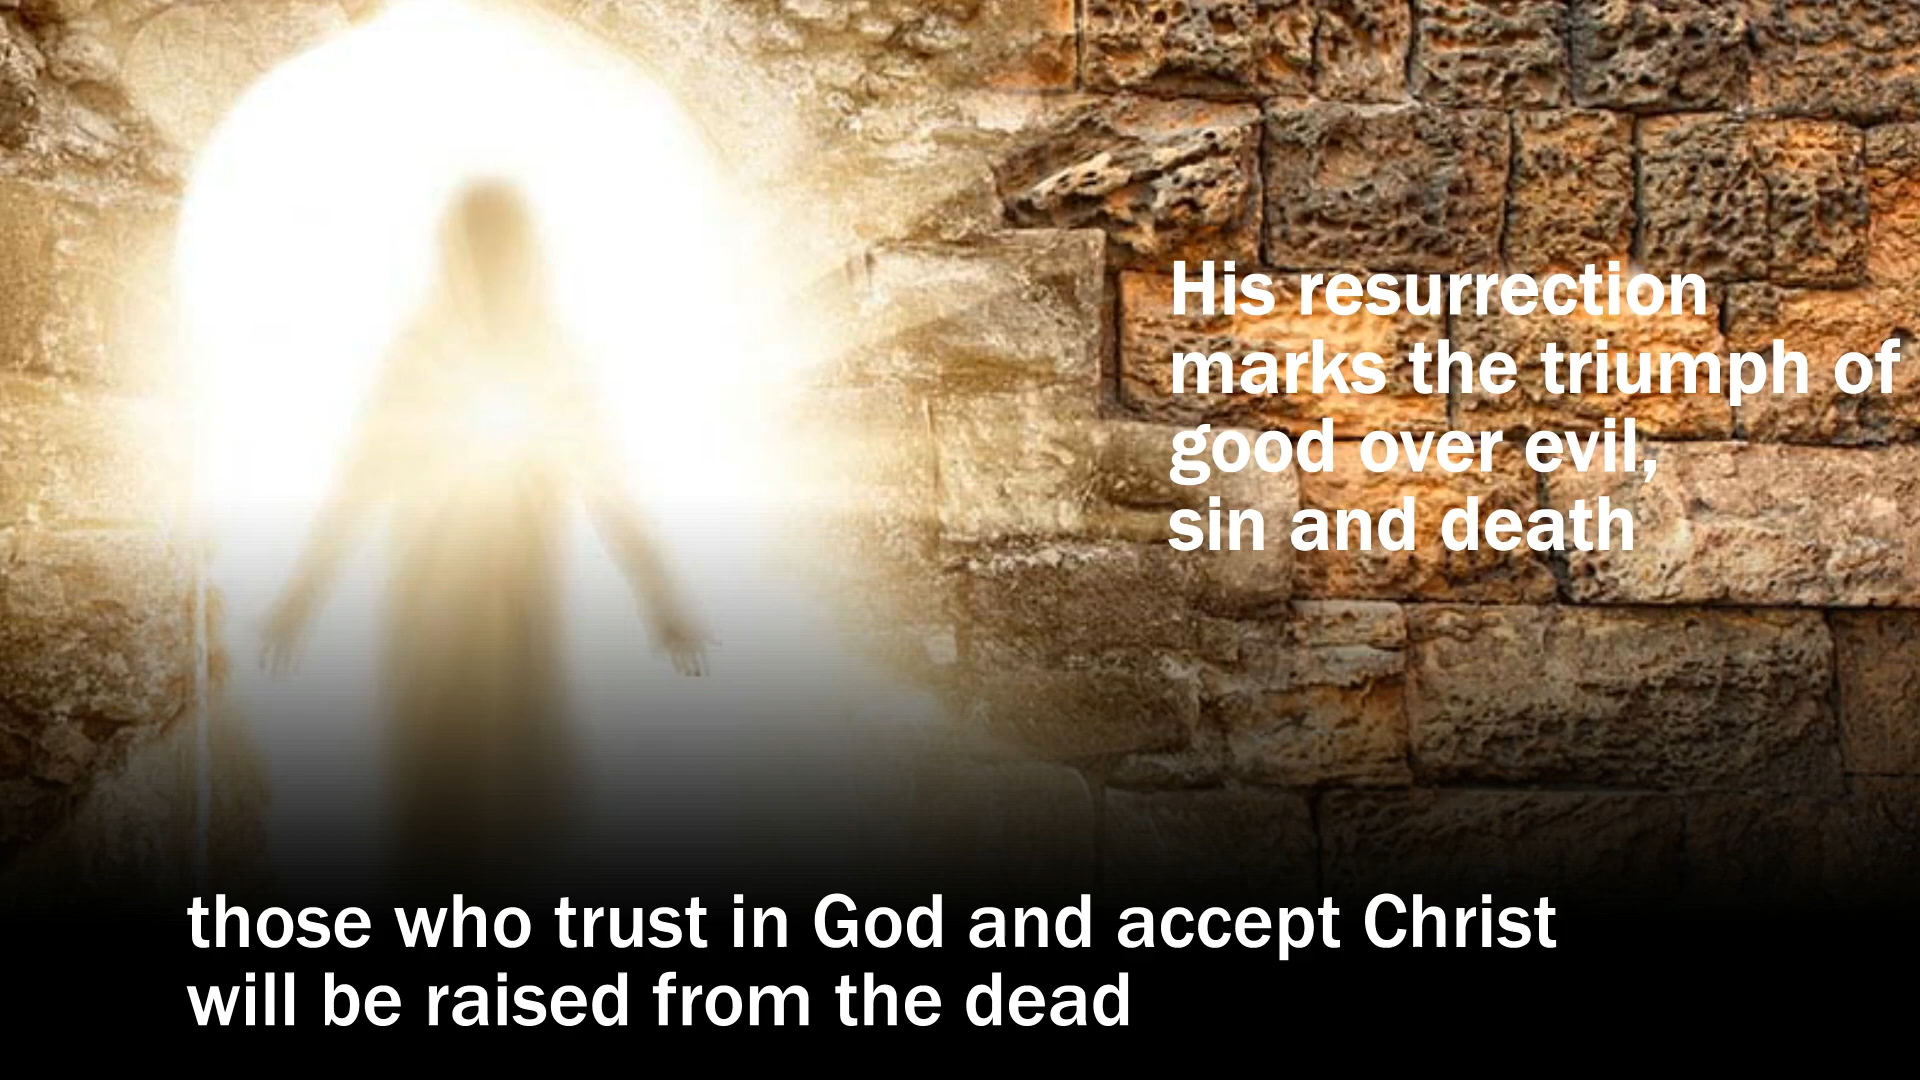 His resurrection
marks the triumph of
good over evil,
sin and death
those who trust in God and accept Christ
will be raised from the dead